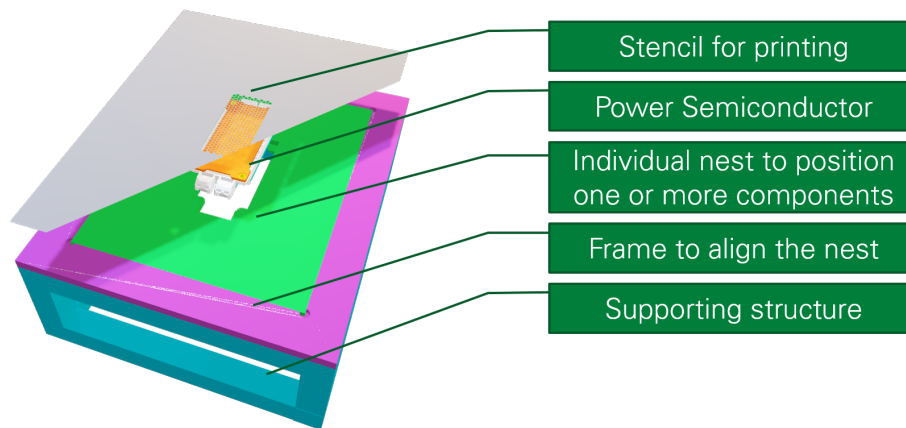 Stencil for printing
Power Semiconductor
Individual nest to position
one or more components
Frame to align the nest
Supporting structure